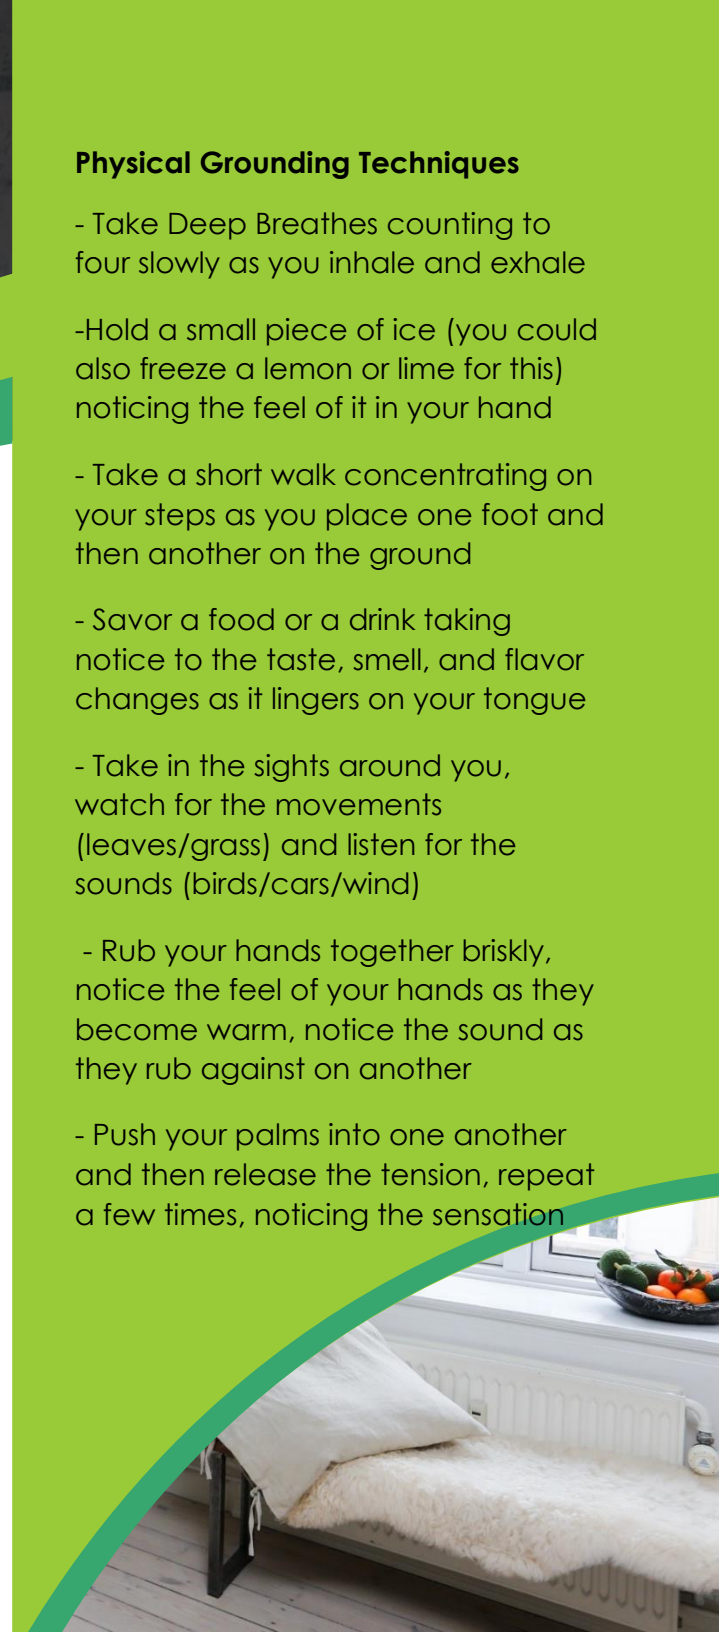 Physical Grounding Techniques
- Take Deep Breathes counting to
four slowly as you inhale and exhale
-Hold a small piece of ice (you could
also freeze a lemon or lime for this)
noticing the feel of it in your hand
- Take a short walk concentrating on
your steps as you place one foot and
then another on the ground
- Savor a food or a drink taking
notice to the taste, smell, and flavor
changes as it lingers on your tongue
- Take in the sights around you,
watch for the movements
(leaves/grass) and listen for the
sounds (birds/cars/wind)
- Rub your hands together briskly,
notice the feel of your hands as they
become warm, notice the sound as
they rub against on another
- Push your palms into one another
and then release the tension, repeat
a few times, noticing the sensation